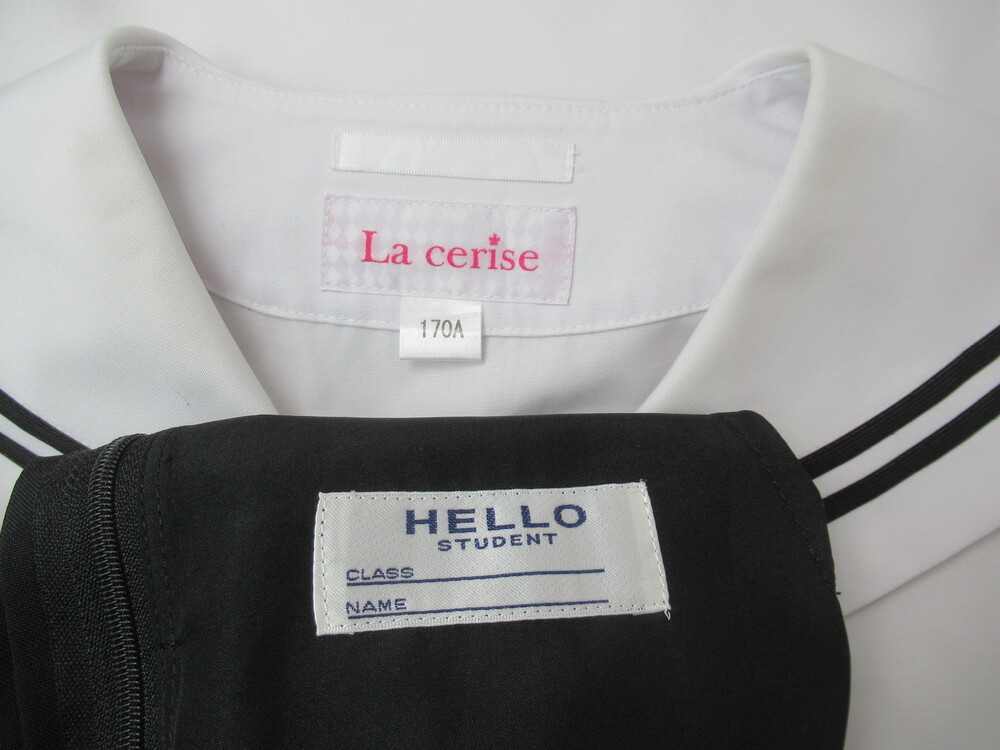 La cerise
170A
HELLO
STUDENT
CLASS
NAME